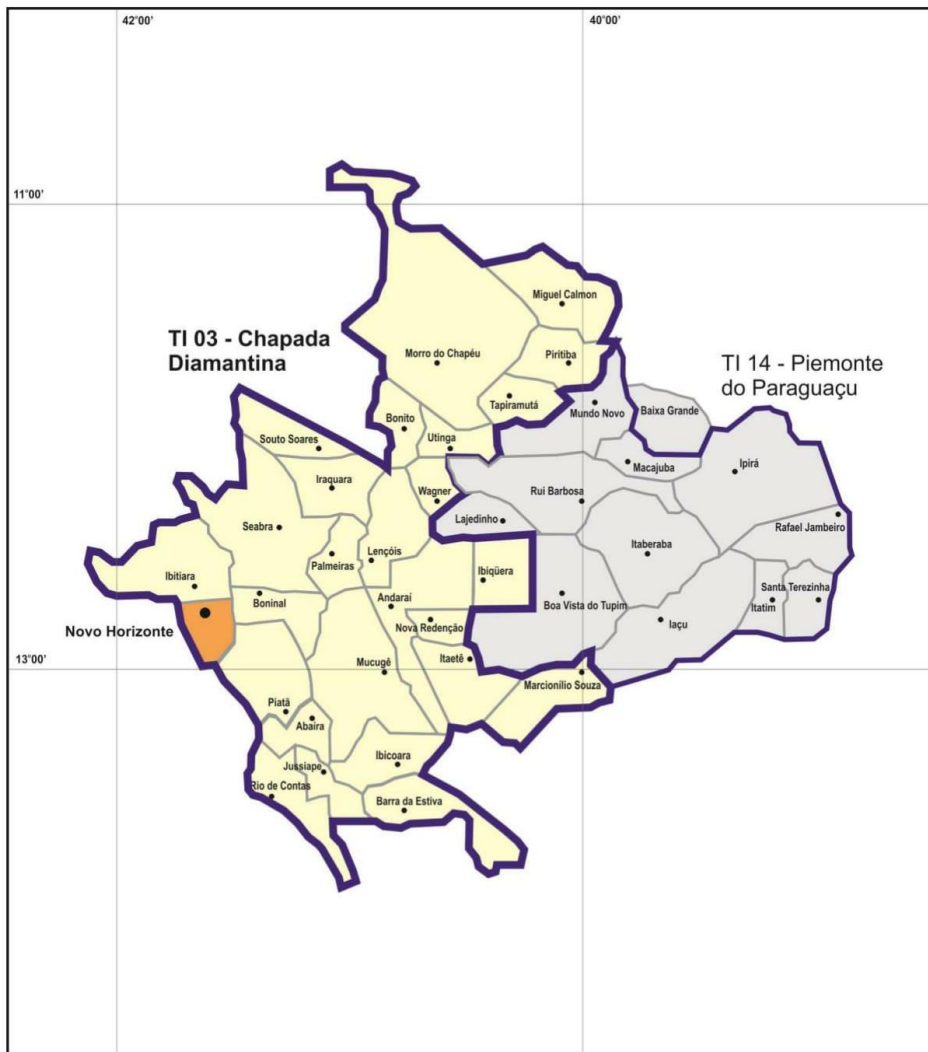 42°00'
40°00'
11°00'
Miguel Calmon
TI 03 - Chapada
Diamantina
Morro do Chapéu
Piritiba
TI 14 - Piemonte
do Paraguaçu
Tapiramutá
Mundo Novo
Baixa Grande
Bonito
Souto Soares
Utinga
Macajuba
Ipirá
Iraquara
Wagner
Rui Barbosa
Seabra
Lajedinho
Rafael Jambeiro
Palmeiras
Lençóis
Itaberaba
Ibitiara
Ibiqüera
Santa Terezinha
Boninal
Andaraí
Boa Vista do Tupim
Itatim
Novo Horizonte
Nova Redenção
Iaçu
13°00'
Mucugê
Itaetê
Marcionílio Souza
Piatã
Abaíra
Ibicoara
Jussiape
Rio de Contas
Barra da Estiva